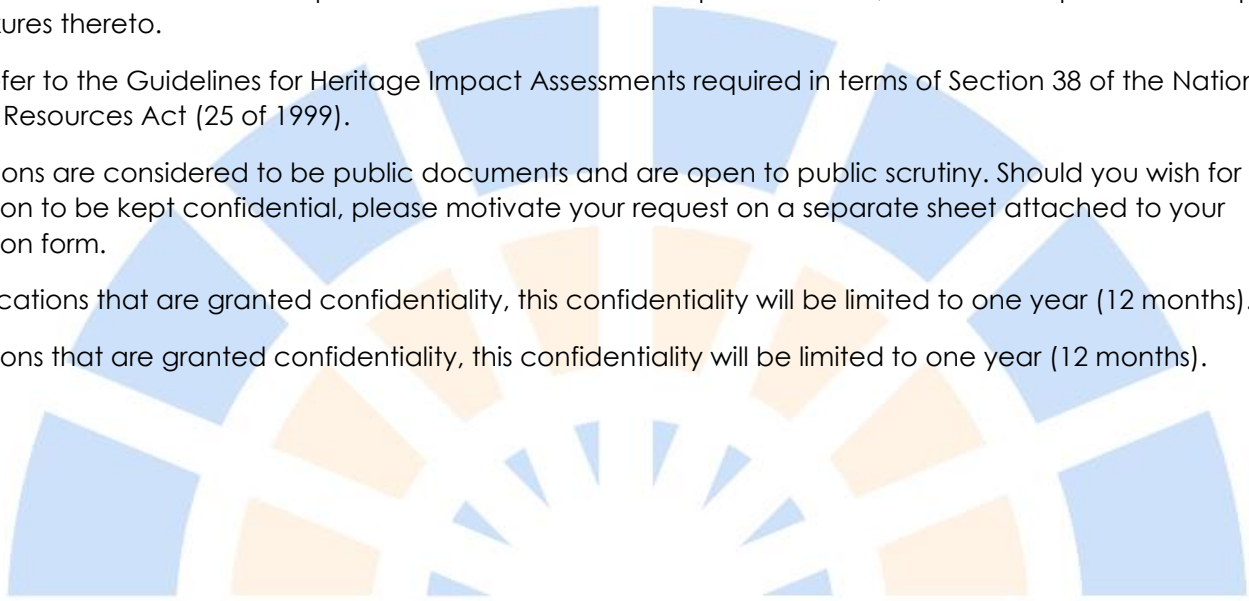 ures thereto.
fer to the Guidelines for Heritage Impact Assessments required in terms of Section 38 of the Nation
Resources Act (25 of 1999).
ons are considered to be public documents and are open to public scrutiny. Should you wish for
on to be kept confidential, please motivate your request on a separate sheet attached to your
on form.
cations that are granted confidentiality, this confidentiality will be limited to one year (12 months).
ons that are granted confidentiality, this confidentiality will be limited to one year (12 months).